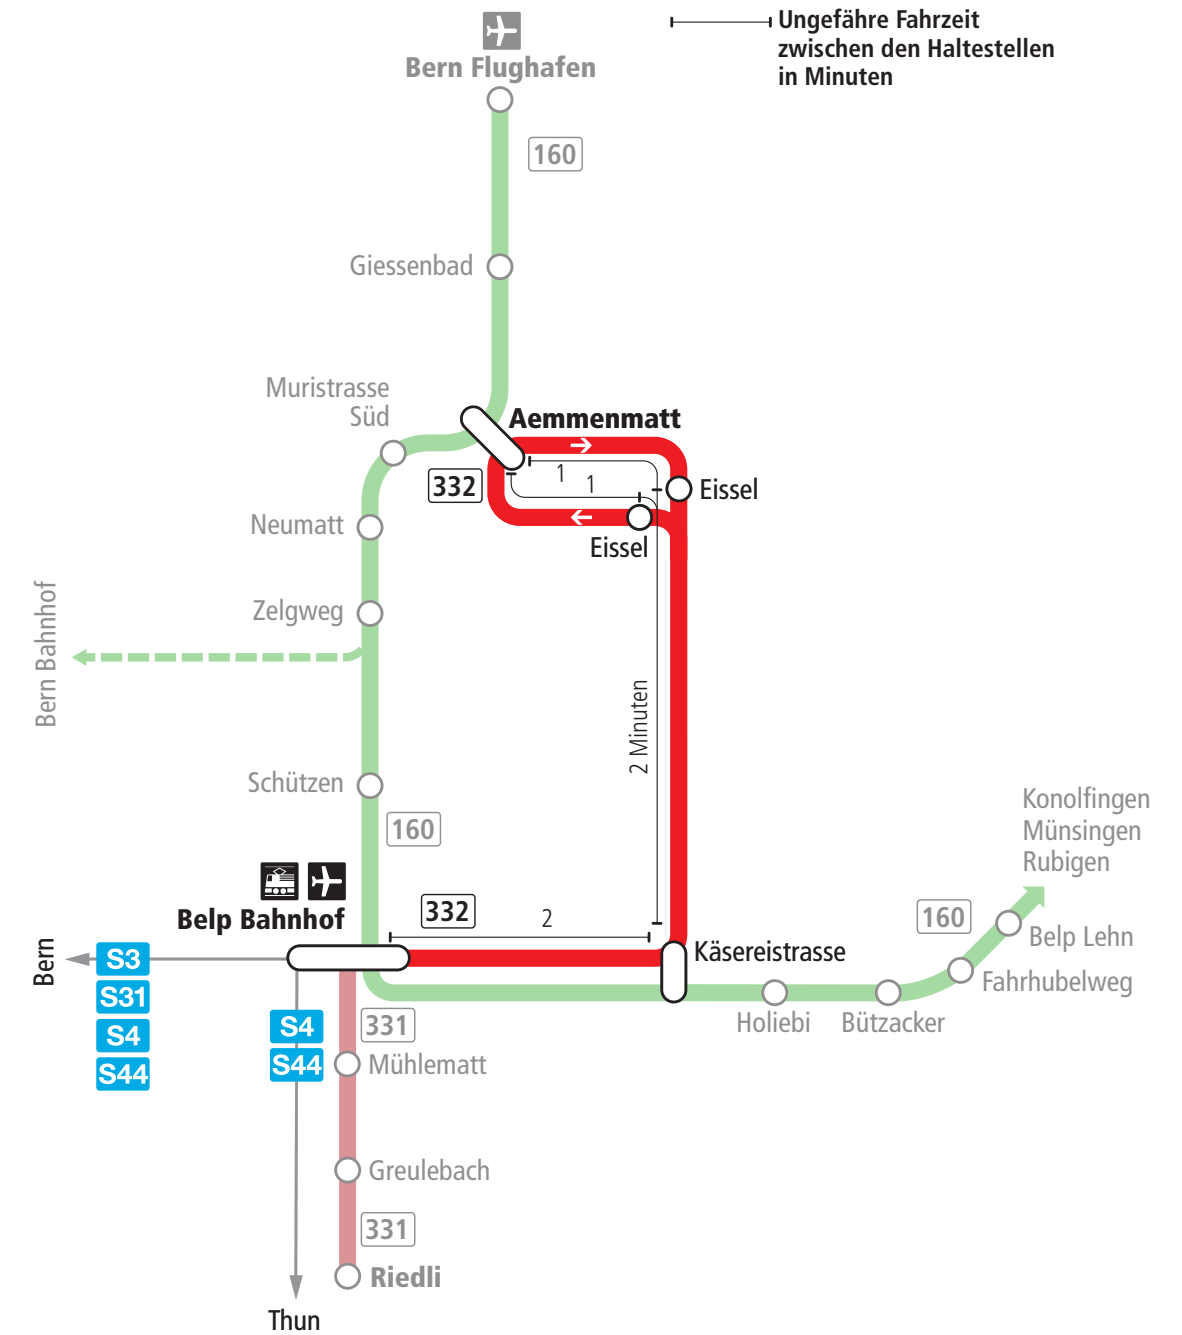 Ungefähre Fahrzeit
zwischen den Haltestellen
in Minuten
Bern Flughafen
160
Giessenbad
Muristrasse
Süd
Aemmenmatt
332
1
1
Eissel
Eissel
Neumatt
Zelgweg
Bern Bahnhof
2 Minuten
Schützen
160
Konolfingen
Münsingen
Rubigen
Belp Bahnhof
332
2
160
Belp Lehn
Käsereistrasse
Fahrhubelweg
Holiebi
Bützacker
Bern
S3
S31
S4
S44
S4
S44
331
Mühlematt
Greulebach
331
Riedli
Thun